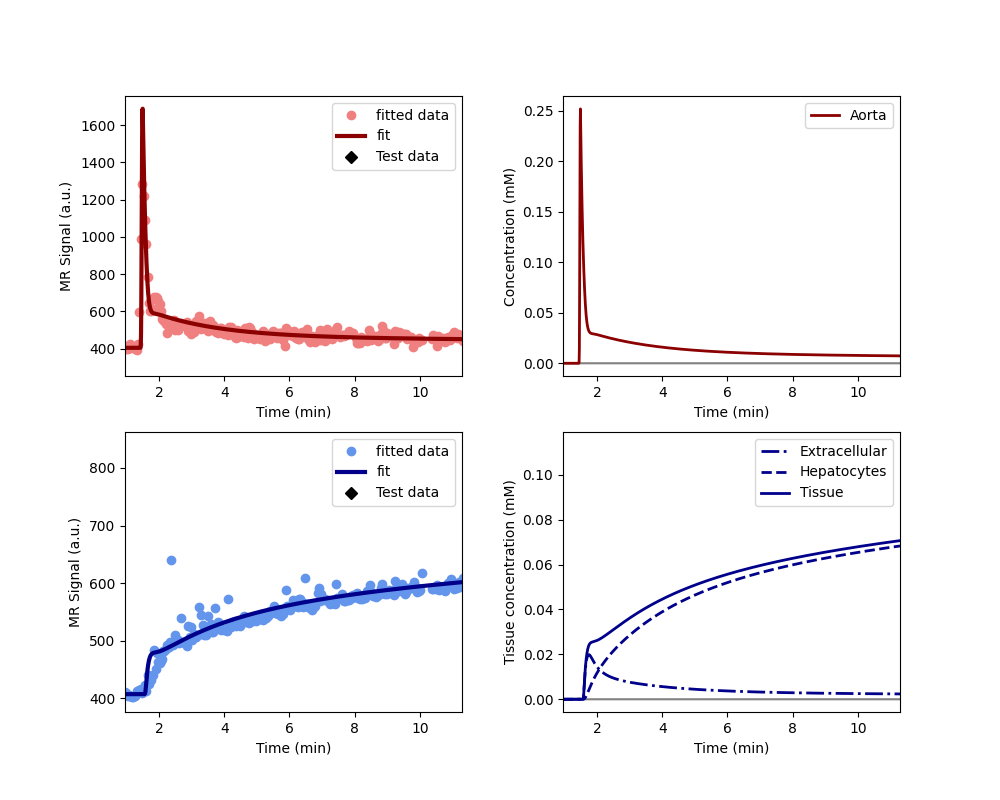 MR Signal (a.u.)
1600
1400
1200
1000
800
600
400
2 4 6 8 10
Time (min)
fitted data
fit
Test data
Concentration (mM)
0.25
0.20
0.15
0.10
0.05
0.00
2 4 6 8 10
Time (min)
Aorta
MR Signal (a.u.)
800
700
600
500
400
2 4 6 8 10
Time (min)
fitted data
fit
Test data
Tissue concentration (mM)
0.10
0.08
0.06
0.04
0.02
0.00
2 4 6 8 10
Time (min)
Extracellular
Hepatocytes
Tissue